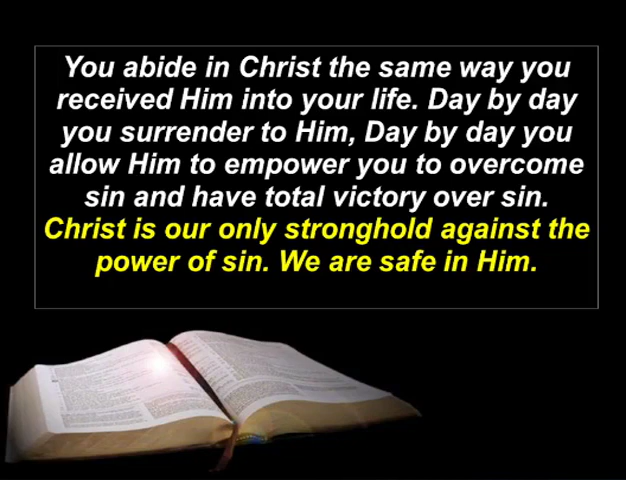 You abide in Christ the same way you
received Him into your life. Day by day
you surrender to Him, Day by day you
allow Him to empower you to overcome
sin and have total victory over sin.
Christ is our only stronghold against the
power of sin. We are safe in Him.